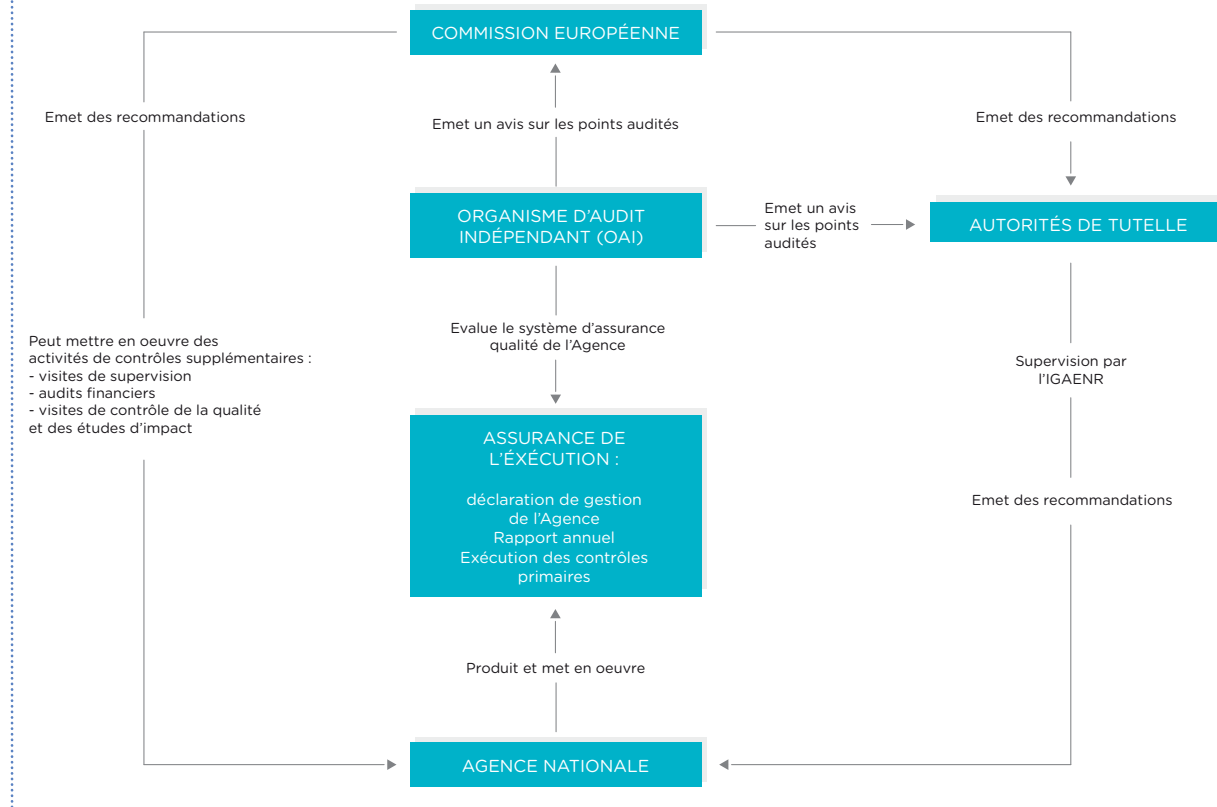 COMMISSION EUROPÉENNE
Emet des recommandations
Emet un avis sur les points audités
Emet des recommandations
ORGANISME D'AUDIT
INDÉPENDANT (OAI)
Emet un avis
sur les points
audités
AUTORITÉS DE TUTELLE
Evalue le système d'assurance
qualité de l'Agence
Peut mettre en oeuvre des
activités de contrôles supplémentaires :
- visites de supervision
- audits financiers
- visites de contrôle de la qualité
et des études d'impact
Supervision par
l'IGAENR
ASSURANCE DE
L'ÉXÉCUTION :
déclaration de gestion
de l'Agence
Rapport annuel
Exécution des contrôles
primaires
Emet des recommandations
Produit et met en oeuvre
AGENCE NATIONALE